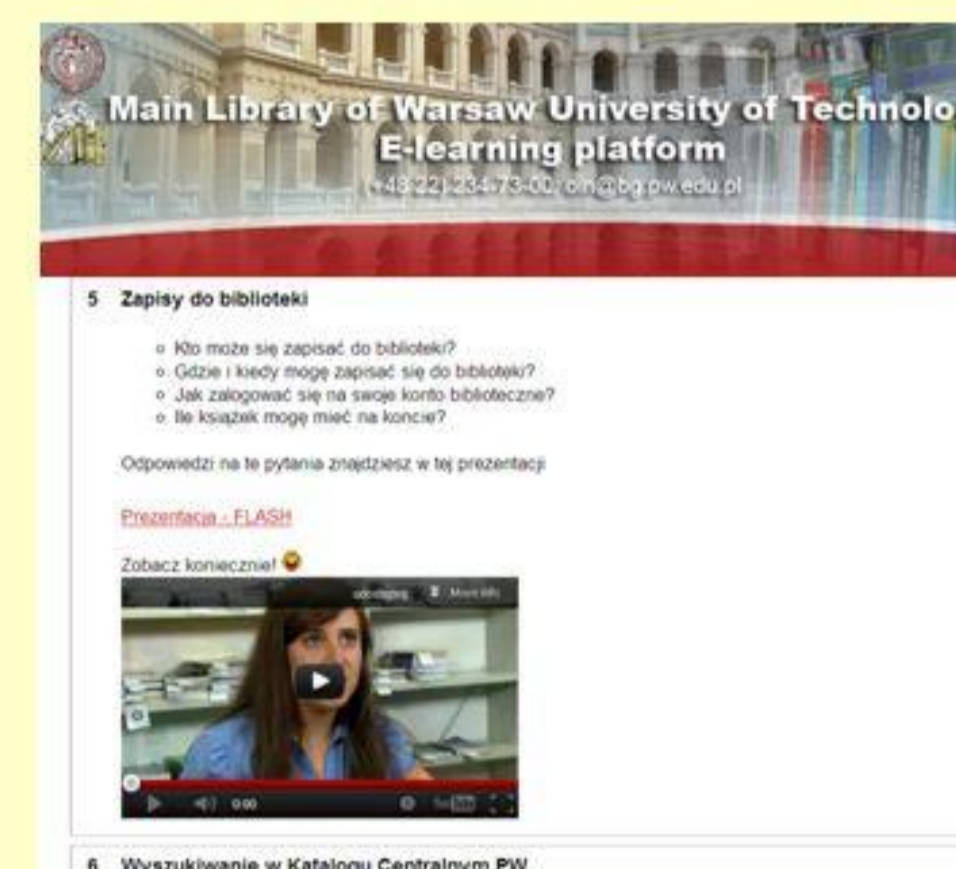 Main Library of Warsaw University of Technolo
E-learning platform
(+48 22) 234-73-00, oin@bg.pw.edu.pl
5 Zapisy do biblioteki
Kto może się zapisać do biblioteki?
Gdzie i kiedy mogę zapisać się do biblioteki?
Jak zalogować się na swoje konto biblioteczne?
Ile książek mogę mieć na koncie?
Odpowiedzi na te pytania znajdziesz w tej prezentacji
Prezentacja - FLASH
Zobacz koniecznie!
More info
0:00
YouTube
6 Wyszukiwanie w Katalogu Centralnym PW